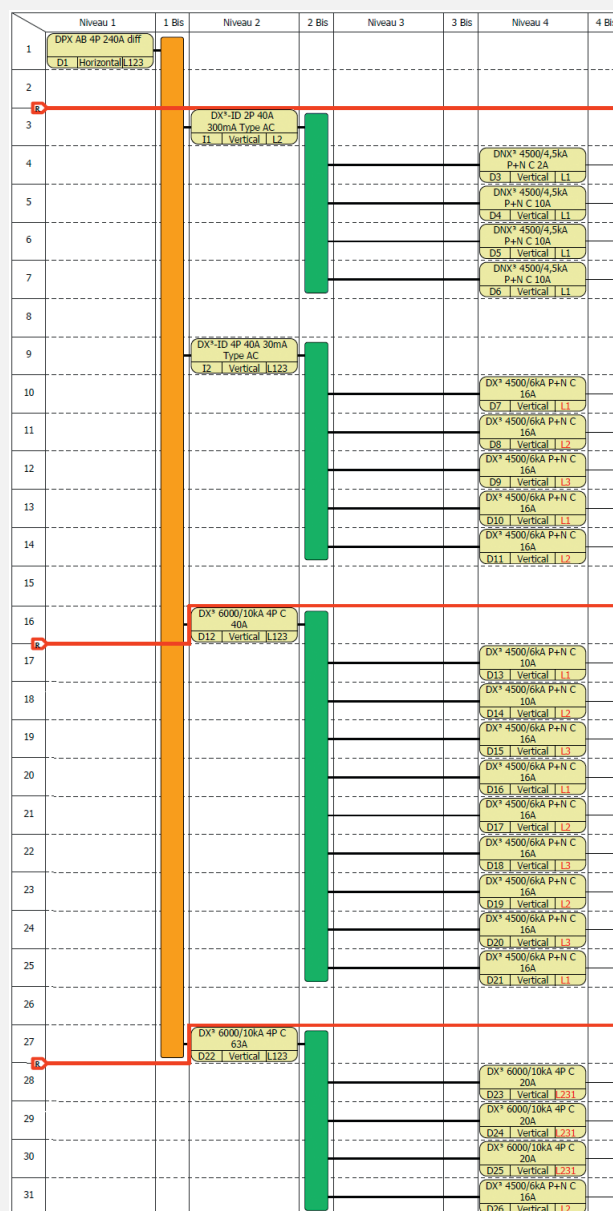 Niveau 1 1 Bis Niveau 2 2 Bis Niveau 3 3 Bis Niveau 4 4 Bis
1
DPX AB 4P 240A diff
D1 Horizontal L123
2
R
3
DX³-ID 2P 40A
300mA Type AC
I1 Vertical L2
4
DNX³ 4500/4,5kA
P+N C 2A
D3 Vertical L1
5
DNX³ 4500/4,5kA
P+N C 10A
D4 Vertical L1
6
DNX³ 4500/4,5kA
P+N C 10A
D5 Vertical L1
7
DNX³ 4500/4,5kA
P+N C 10A
D6 Vertical L1
8
9
DX³-ID 4P 40A 30mA
Type AC
I2 Vertical L123
10
DX³ 4500/6kA P+N C
16A
D7 Vertical L1
11
DX³ 4500/6kA P+N C
16A
D8 Vertical L2
12
DX³ 4500/6kA P+N C
16A
D9 Vertical L3
13
DX³ 4500/6kA P+N C
16A
D10 Vertical L1
14
DX³ 4500/6kA P+N C
16A
D11 Vertical L2
15
16
DX³ 6000/10kA 4P C
40A
D12 Vertical L123
R
17
DX³ 4500/6kA P+N C
10A
D13 Vertical L1
18
DX³ 4500/6kA P+N C
10A
D14 Vertical L2
19
DX³ 4500/6kA P+N C
16A
D15 Vertical L3
20
DX³ 4500/6kA P+N C
16A
D16 Vertical L1
21
DX³ 4500/6kA P+N C
16A
D17 Vertical L2
22
DX³ 4500/6kA P+N C
16A
D18 Vertical L3
23
DX³ 4500/6kA P+N C
16A
D19 Vertical L2
24
DX³ 4500/6kA P+N C
16A
D20 Vertical L3
25
DX³ 4500/6kA P+N C
16A
D21 Vertical L1
26
27
DX³ 6000/10kA 4P C
63A
D22 Vertical L123
R
28
DX³ 6000/10kA 4P C
20A
D23 Vertical L231
29
DX³ 6000/10kA 4P C
20A
D24 Vertical L231
30
DX³ 6000/10kA 4P C
20A
D25 Vertical L231
31
DX³ 4500/6kA P+N C
16A
D26 Vertical L2